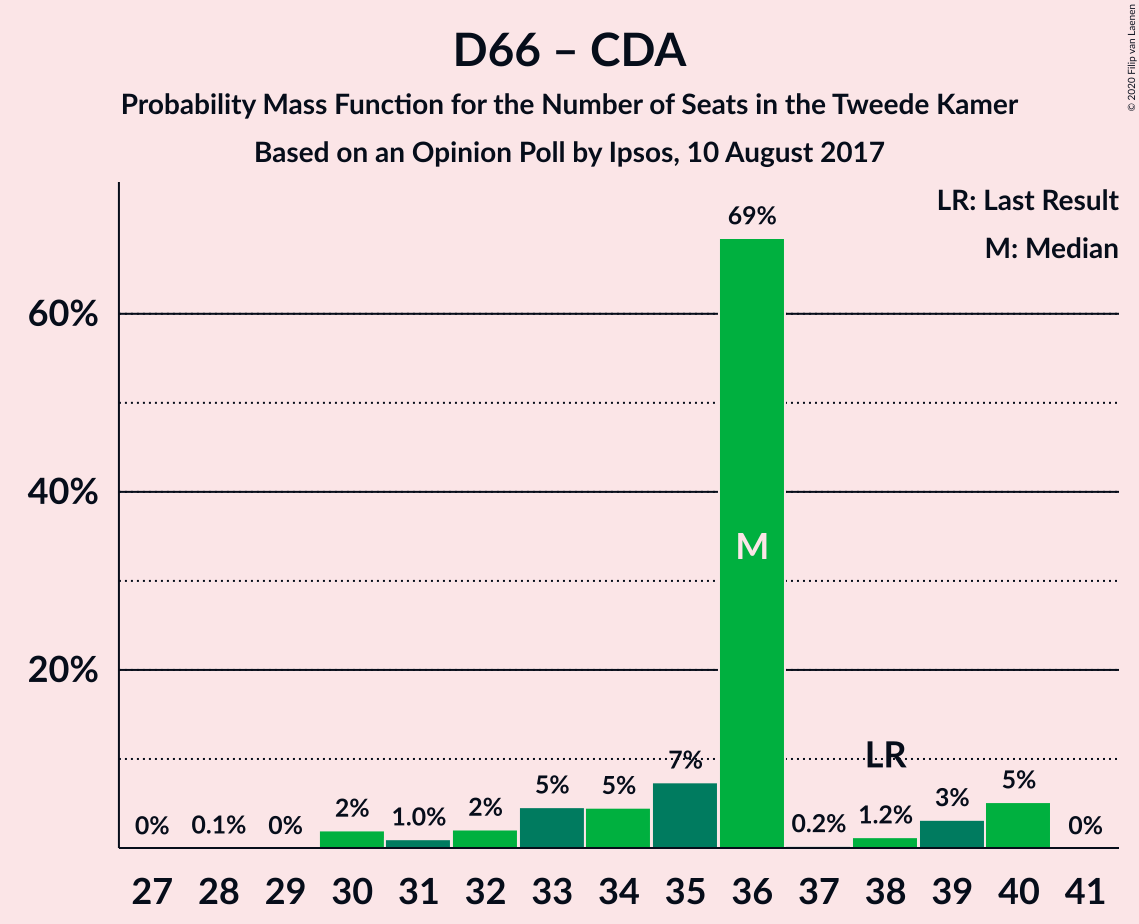 D66 – CDA
Probability Mass Function for the Number of Seats in the Tweede Kamer
Based on an Opinion Poll by Ipsos, 10 August 2017
© 2020 Filip van Laenen
LR: Last Result
M: Median
69%
60%
40%
M
20%
LR
7%
5%
5%
5%
3%
2%
2%
1.2%
1.0%
0%
0.1%
0%
0.2%
0%
27 28 29 30 31 32 33 34 35 36 37 38 39 40 41